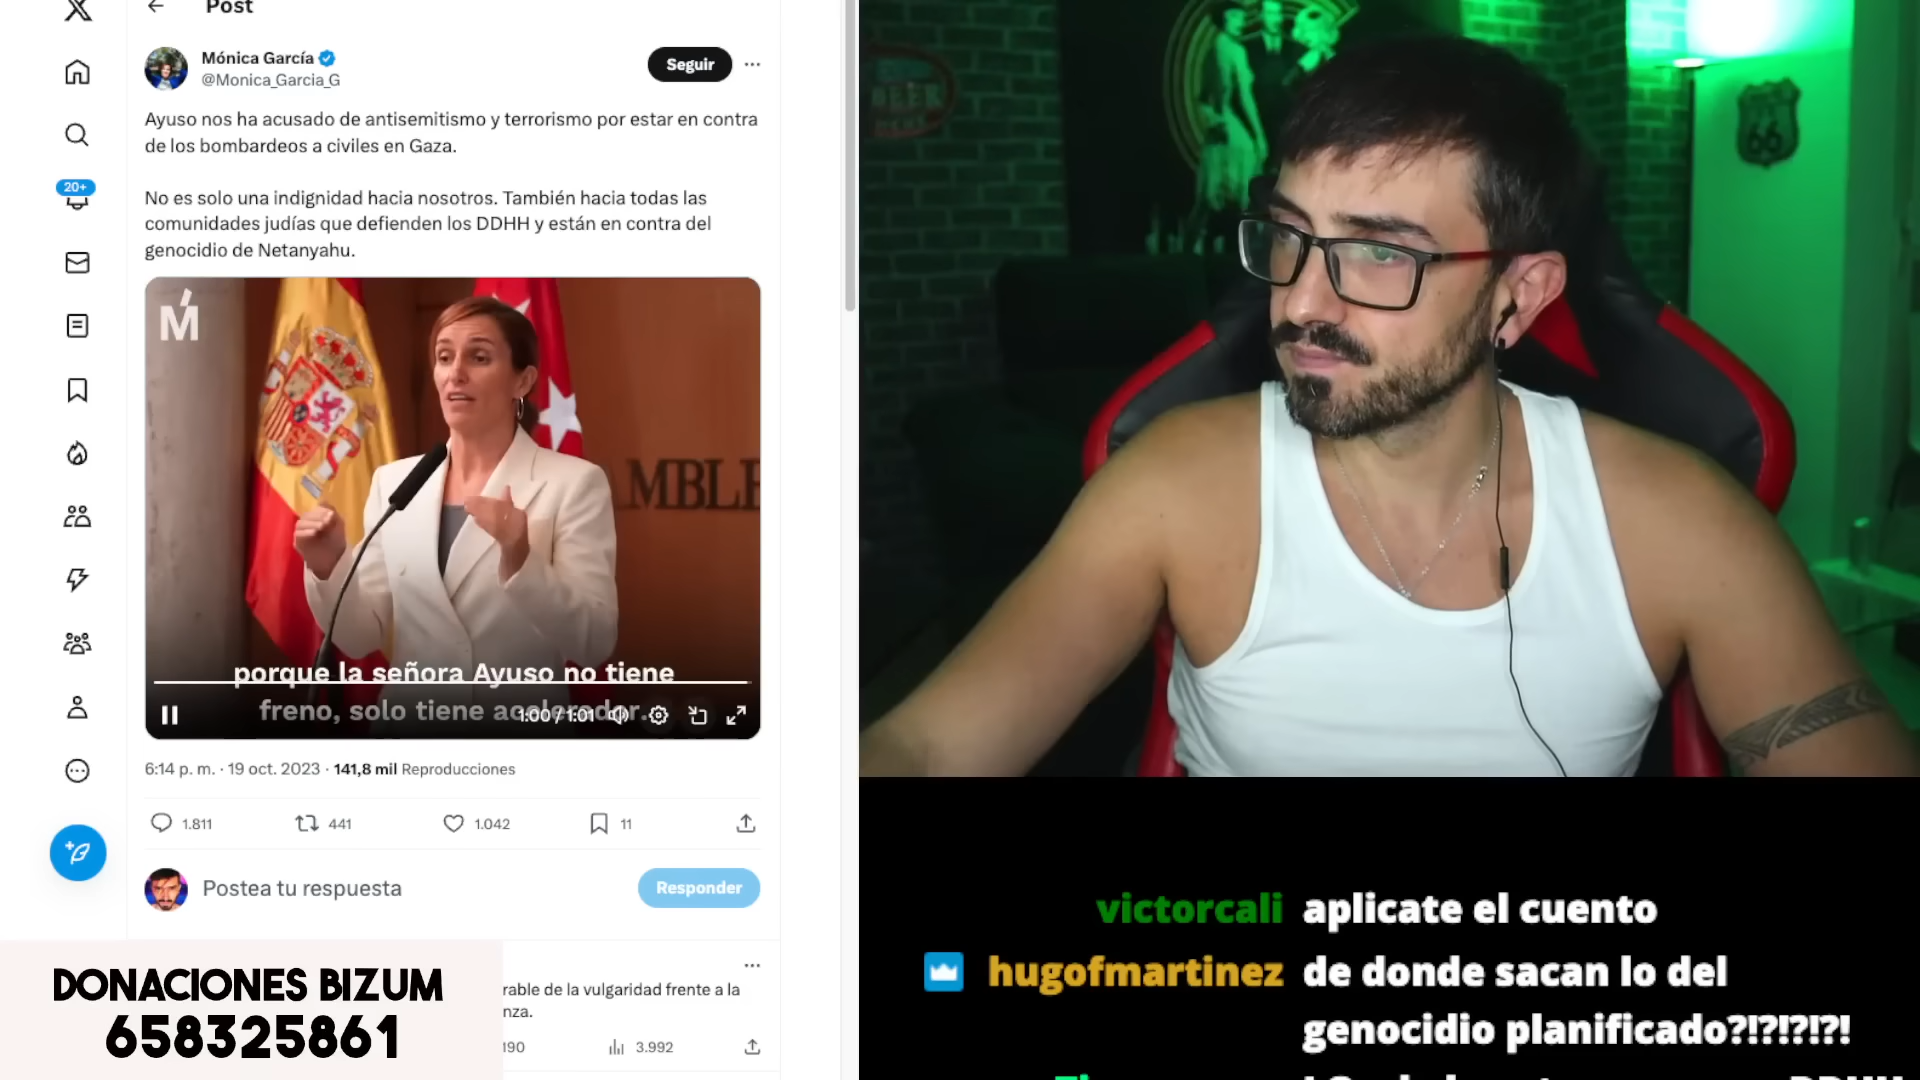 Post
Mónica García
@Monica_Garcia_G
Seguir
Ayuso nos ha acusado de antisemitismo y terrorismo por estar en contra
de los bombardeos a civiles en Gaza.
No es solo una indignidad hacia nosotros. También hacia todas las
comunidades judías que defienden los DDHH y están en contra del
genocidio de Netanyahu.
20+
Ḿ
MBLE
porque la señora Ayuso no tiene
freno, solo tiene acelerador.
1:00 / 1:01
6:14 p. m. · 19 oct. 2023 · 141,8 mil Reproducciones
1.811
441
1.042
11
Postea tu respuesta
Responder
rable de la vulgaridad frente a la
nza.
190
3.992
DONACIONES BIZUM
658325861
BEER
66
victorcali aplicate el cuento
hugofmartinez de donde sacan lo del
genocidio planificado?!?!?!?!